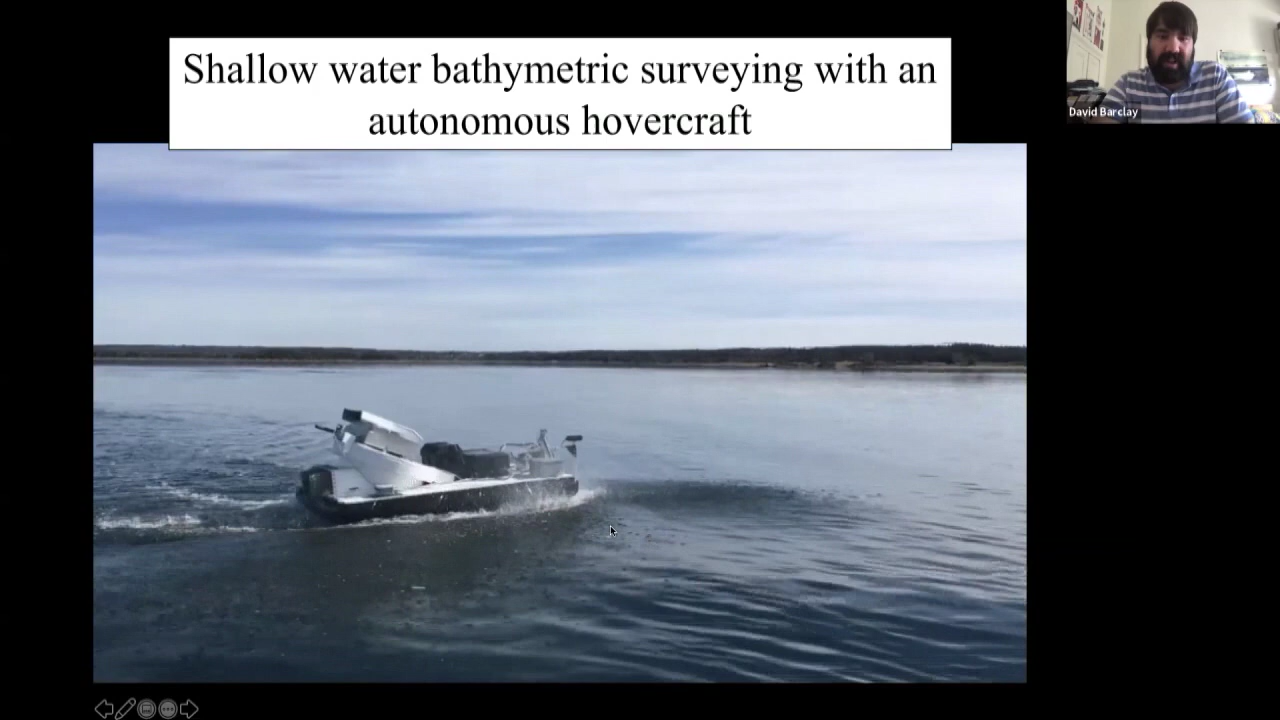 Shallow water bathymetric surveying with an
autonomous hovercraft
David Barclay